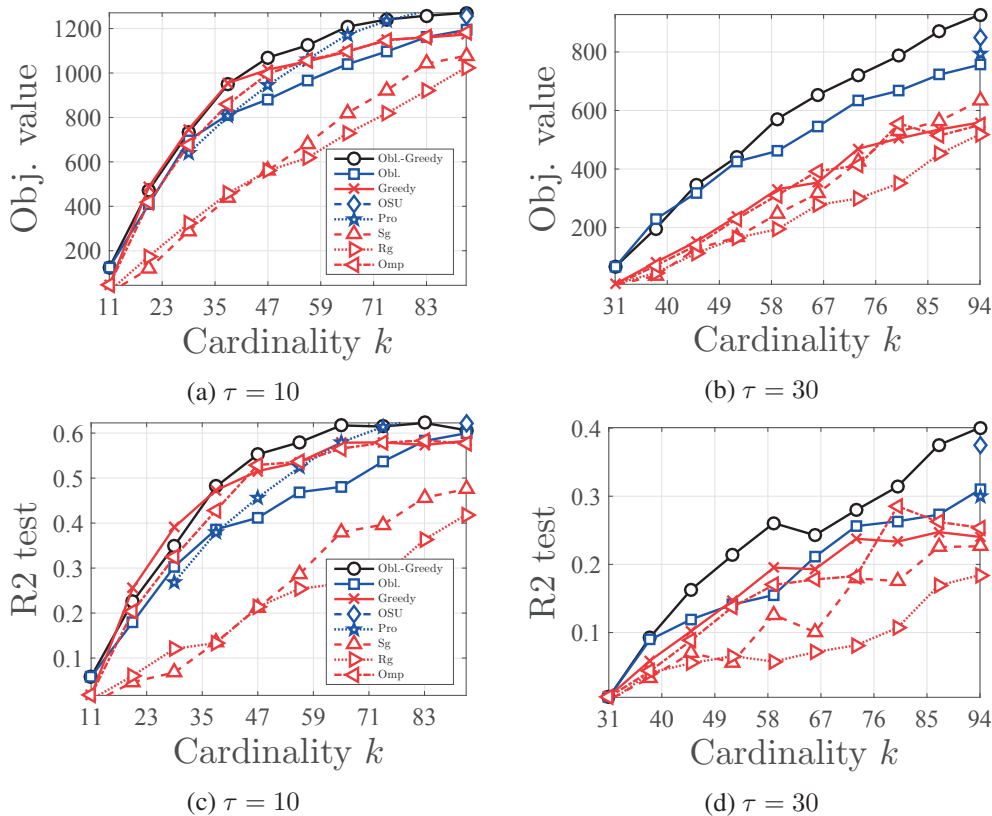 Obj. value
1200
1000
800
600
400
200
Obl.-Greedy
Obl.
Greedy
OSU
Pro
Sg
Rg
Omp
11 23 35 47 59 71 83
Cardinality k
(a) τ = 10
Obj. value
800
600
400
200
31 40 49 58 67 76 85 94
Cardinality k
(b) τ = 30
R2 test
0.6
0.5
0.4
0.3
0.2
0.1
Obl.-Greedy
Obl.
Greedy
OSU
Pro
Sg
Rg
Omp
11 23 35 47 59 71 83
Cardinality k
(c) τ = 10
R2 test
0.4
0.3
0.2
0.1
31 40 49 58 67 76 85 94
Cardinality k
(d) τ = 30